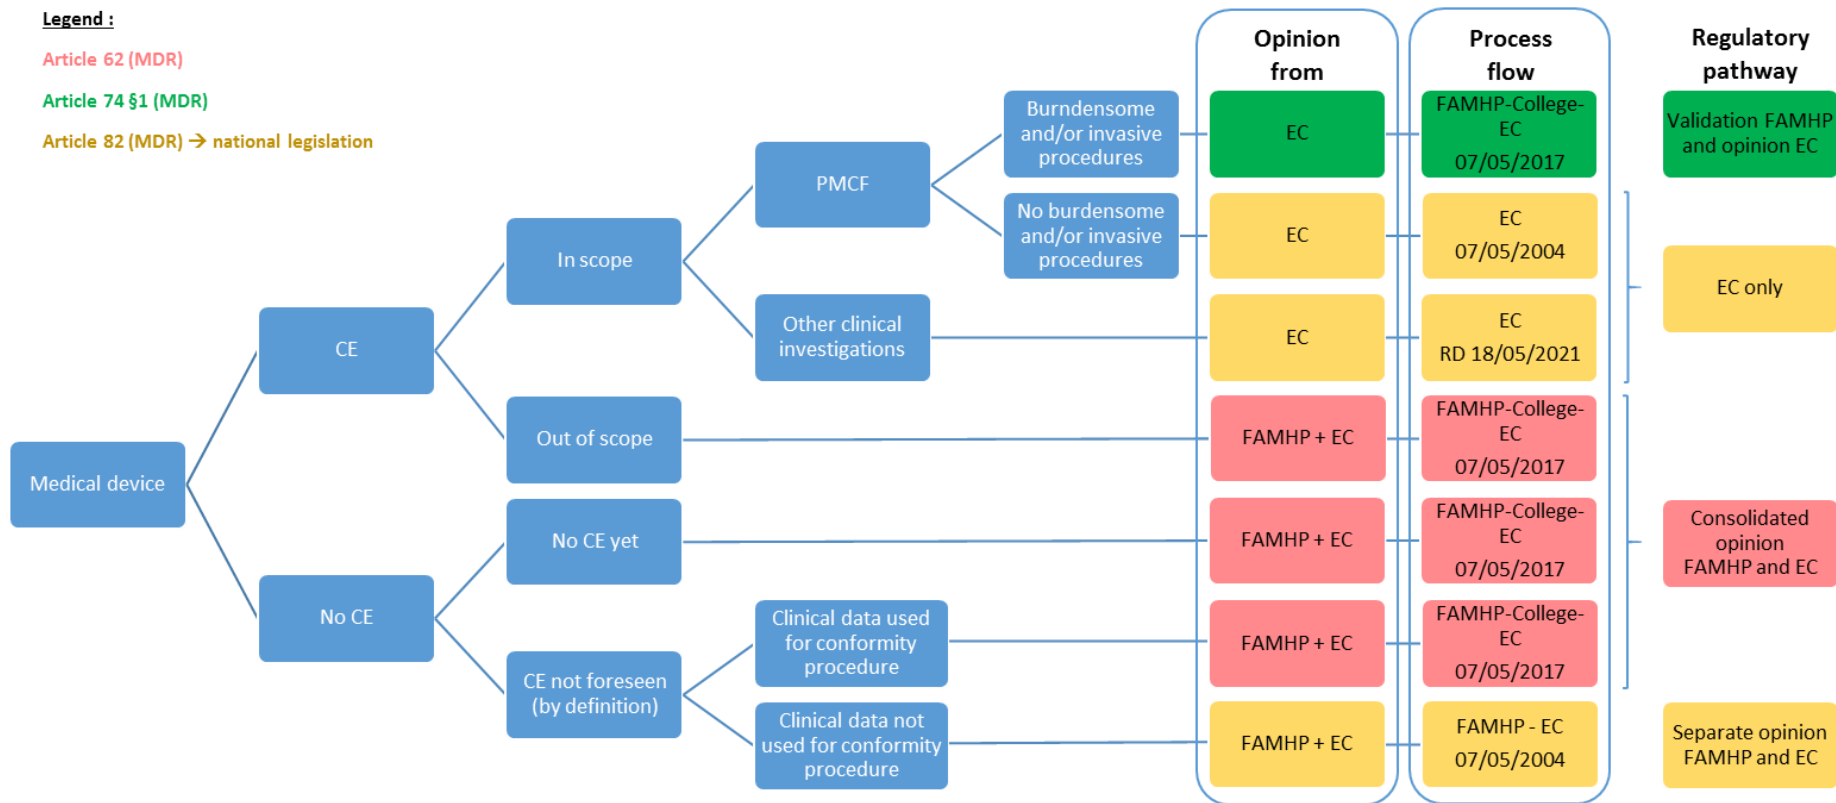 Legend :
Article 62 (MDR)
Article 74 §1 (MDR)
Article 82 (MDR) → national legislation
Opinion
from
Process
flow
Regulatory
pathway
Medical device
CE
No CE
In scope
Out of scope
No CE yet
CE not foreseen
(by definition)
PMCF
Other clinical
investigations
Clinical data used
for conformity
procedure
Clinical data not
used for conformity
procedure
Burndensome
and/or invasive
procedures
No burdensome
and/or invasive
procedures
EC
FAMHP-College-
EC
07/05/2017
Validation FAMHP
and opinion EC
EC
EC
07/05/2004
EC
EC
RD 18/05/2021
EC only
FAMHP + EC
FAMHP-College-
EC
07/05/2017
FAMHP + EC
FAMHP-College-
EC
07/05/2017
FAMHP + EC
FAMHP-College-
EC
07/05/2017
Consolidated
opinion
FAMHP and EC
FAMHP + EC
FAMHP - EC
07/05/2004
Separate opinion
FAMHP and EC